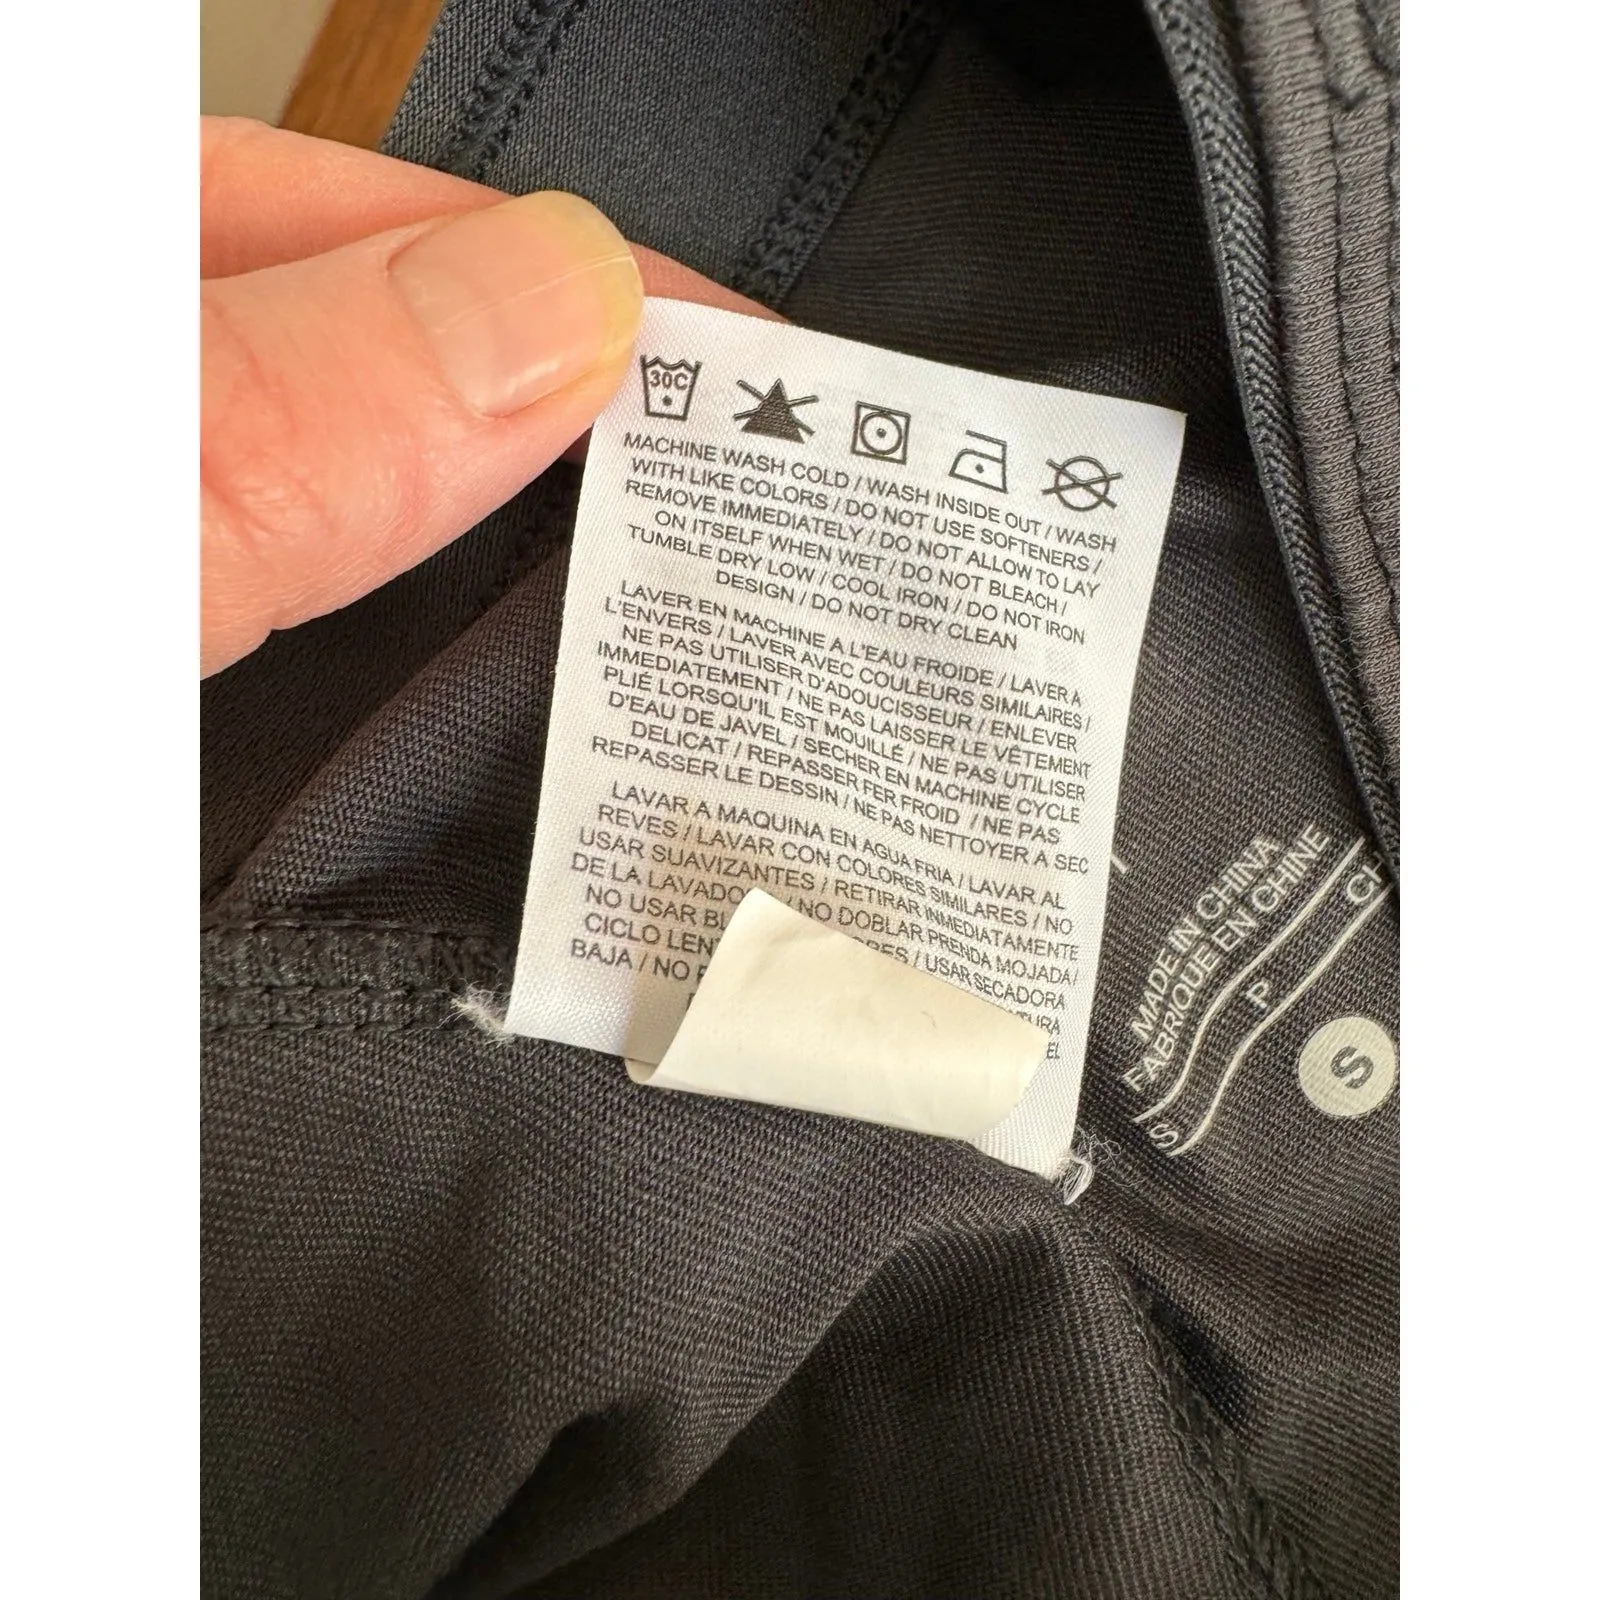 30C
MACHINE WASH COLD / WASH INSIDE OUT / WASH
WITH LIKE COLORS / DO NOT USE SOFTENERS /
REMOVE IMMEDIATELY / DO NOT ALLOW TO LAY
ON ITSELF WHEN WET / DO NOT BLEACH /
TUMBLE DRY LOW / COOL IRON / DO NOT IRON
DESIGN / DO NOT DRY CLEAN
LAVER EN MACHINE A L'EAU FROIDE / LAVER A
L'ENVERS / LAVER AVEC COULEURS SIMILAIRES /
NE PAS UTILISER D'ADOUCISSEUR / ENLEVER
IMMEDIATEMENT / NE PAS LAISSER LE VÊTEMENT
PLIÉ LORSQU'IL EST MOUILLÉ / NE PAS UTILISER
D'EAU DE JAVEL / SECHER EN MACHINE CYCLE
DELICAT / REPASSER FER FROID / NE PAS
REPASSER LE DESSIN / NE PAS NETTOYER A SEC
LAVAR A MAQUINA EN AGUA FRIA / LAVAR AL
REVES / LAVAR CON COLORES SIMILARES / NO
USAR SUAVIZANTES / RETIRAR INMEDIATAMENTE
DE LA LAVADO / NO DOBLAR PRENDA MOJADA /
NO USAR / USAR SECADORA
CICLO
BAJA / NO
MADE IN CHINA
FABRIQUE EN CHINE
S P
S